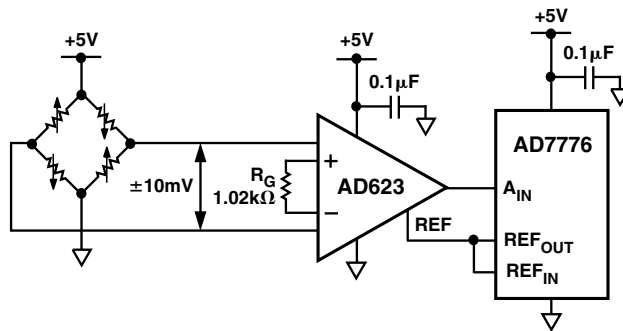 +5V
+5V
+5V
0.1µF
0.1µF
AD7776
±10mV
R_G
1.02kΩ
+
−
AD623
A_IN
REF
REF_OUT
REF_IN